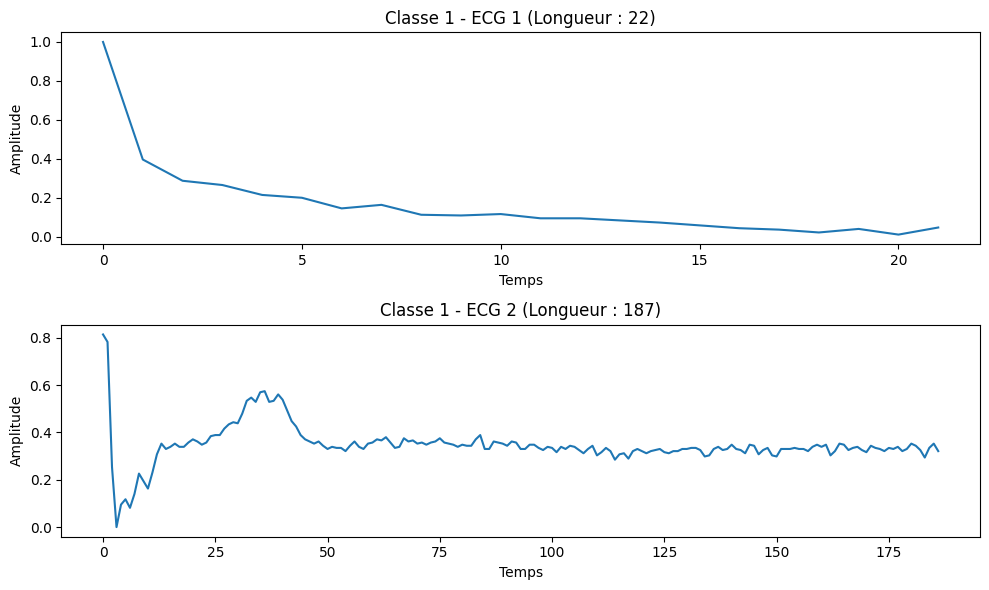 Classe 1 - ECG 1 (Longueur : 22)
1.0
0.8
0.6
0.4
0.2
0.0
Amplitude
0 5 10 15 20
Temps
Classe 1 - ECG 2 (Longueur : 187)
0.8
0.6
0.4
0.2
0.0
Amplitude
0 25 50 75 100 125 150 175
Temps